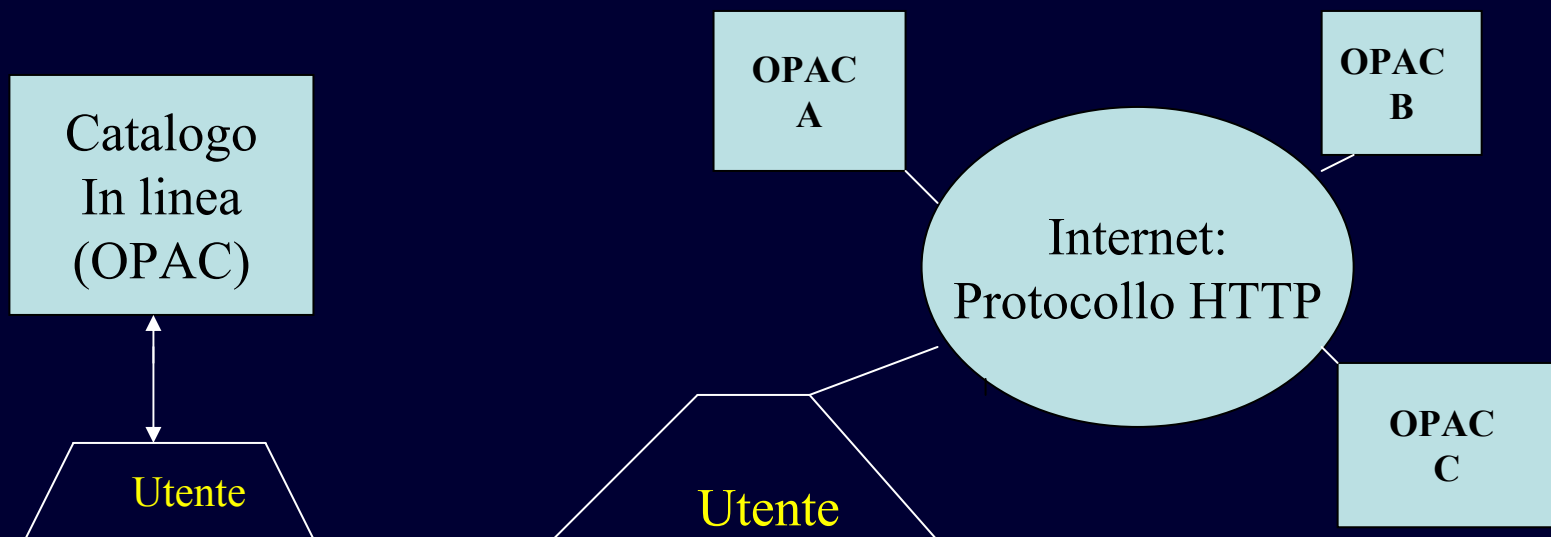 Catalogo
In linea
(OPAC)
Utente
OPAC
A
OPAC
B
Internet:
Protocollo HTTP
OPAC
C
Utente